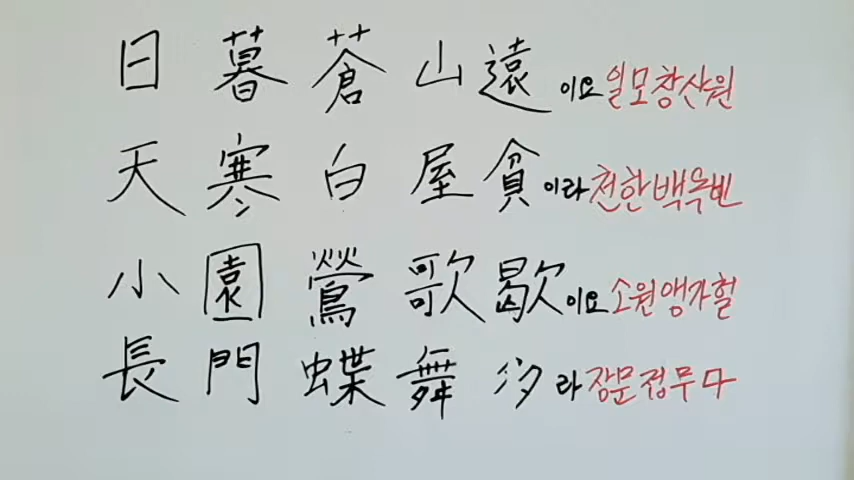 日暮蒼山遠이요 일모창산원
天寒白屋貧이라 천한백옥빈
小園鶯歌歇이요 소원앵가헐
長門蝶舞多라 장문접무다